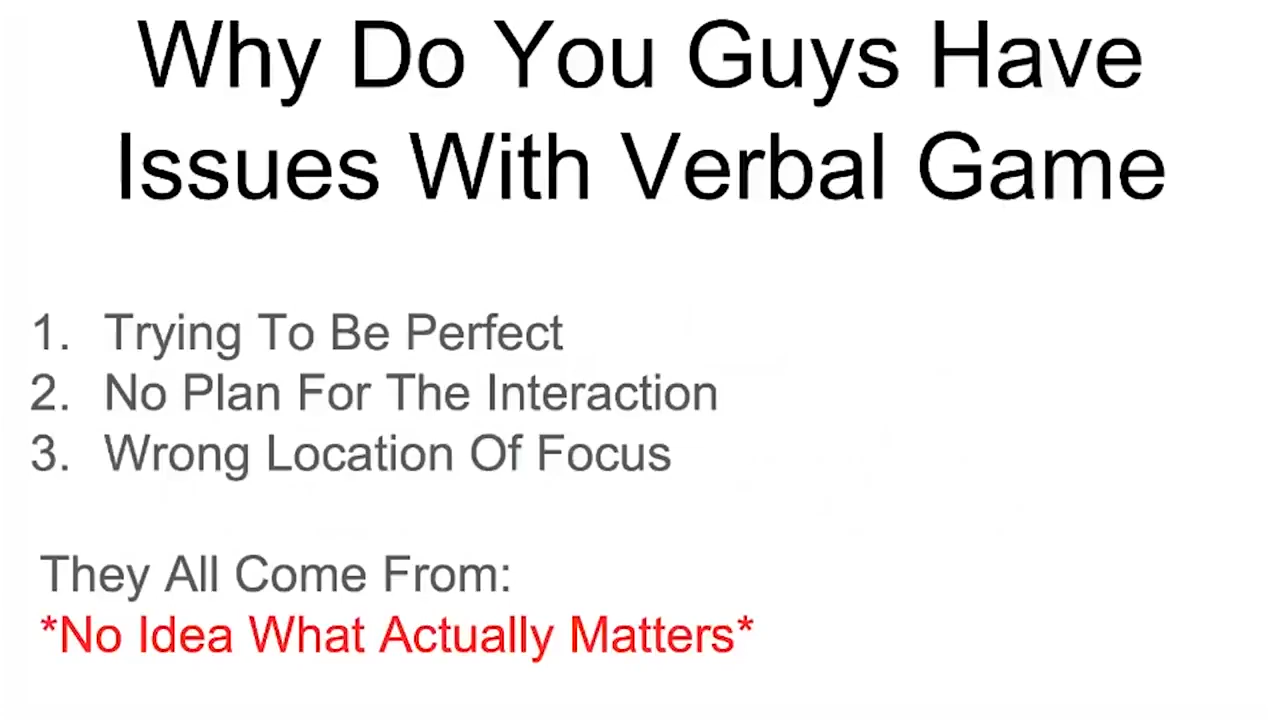 Why Do You Guys Have
Issues With Verbal Game
1. Trying To Be Perfect
2. No Plan For The Interaction
3. Wrong Location Of Focus
They All Come From:
*No Idea What Actually Matters*